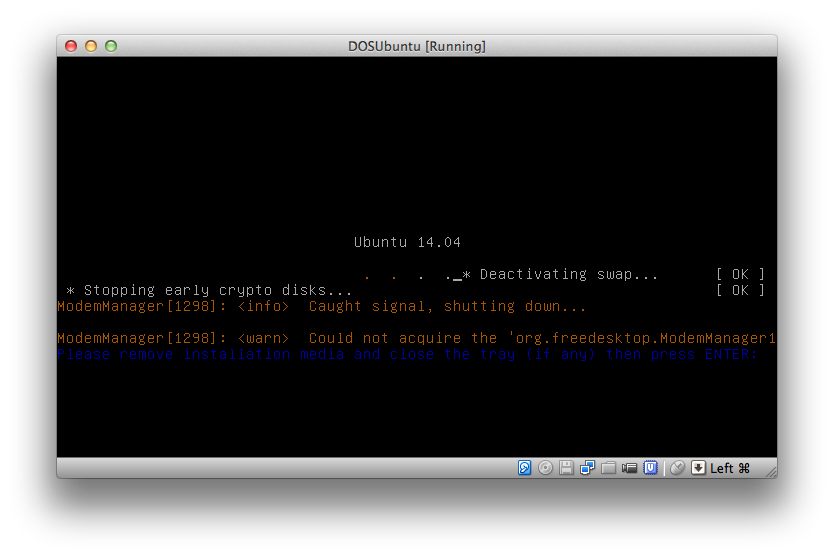 DOSUbuntu [Running]
Ubuntu 14.04
. . . ._* Deactivating swap... [ OK ]
* Stopping early crypto disks... [ OK ]
ModemManager[1298]: <info> Caught signal, shutting down...
ModemManager[1298]: <warn> Could not acquire the 'org.freedesktop.ModemManager1
Please remove installation media and close the tray (if any) then press ENTER:
Left ⌘